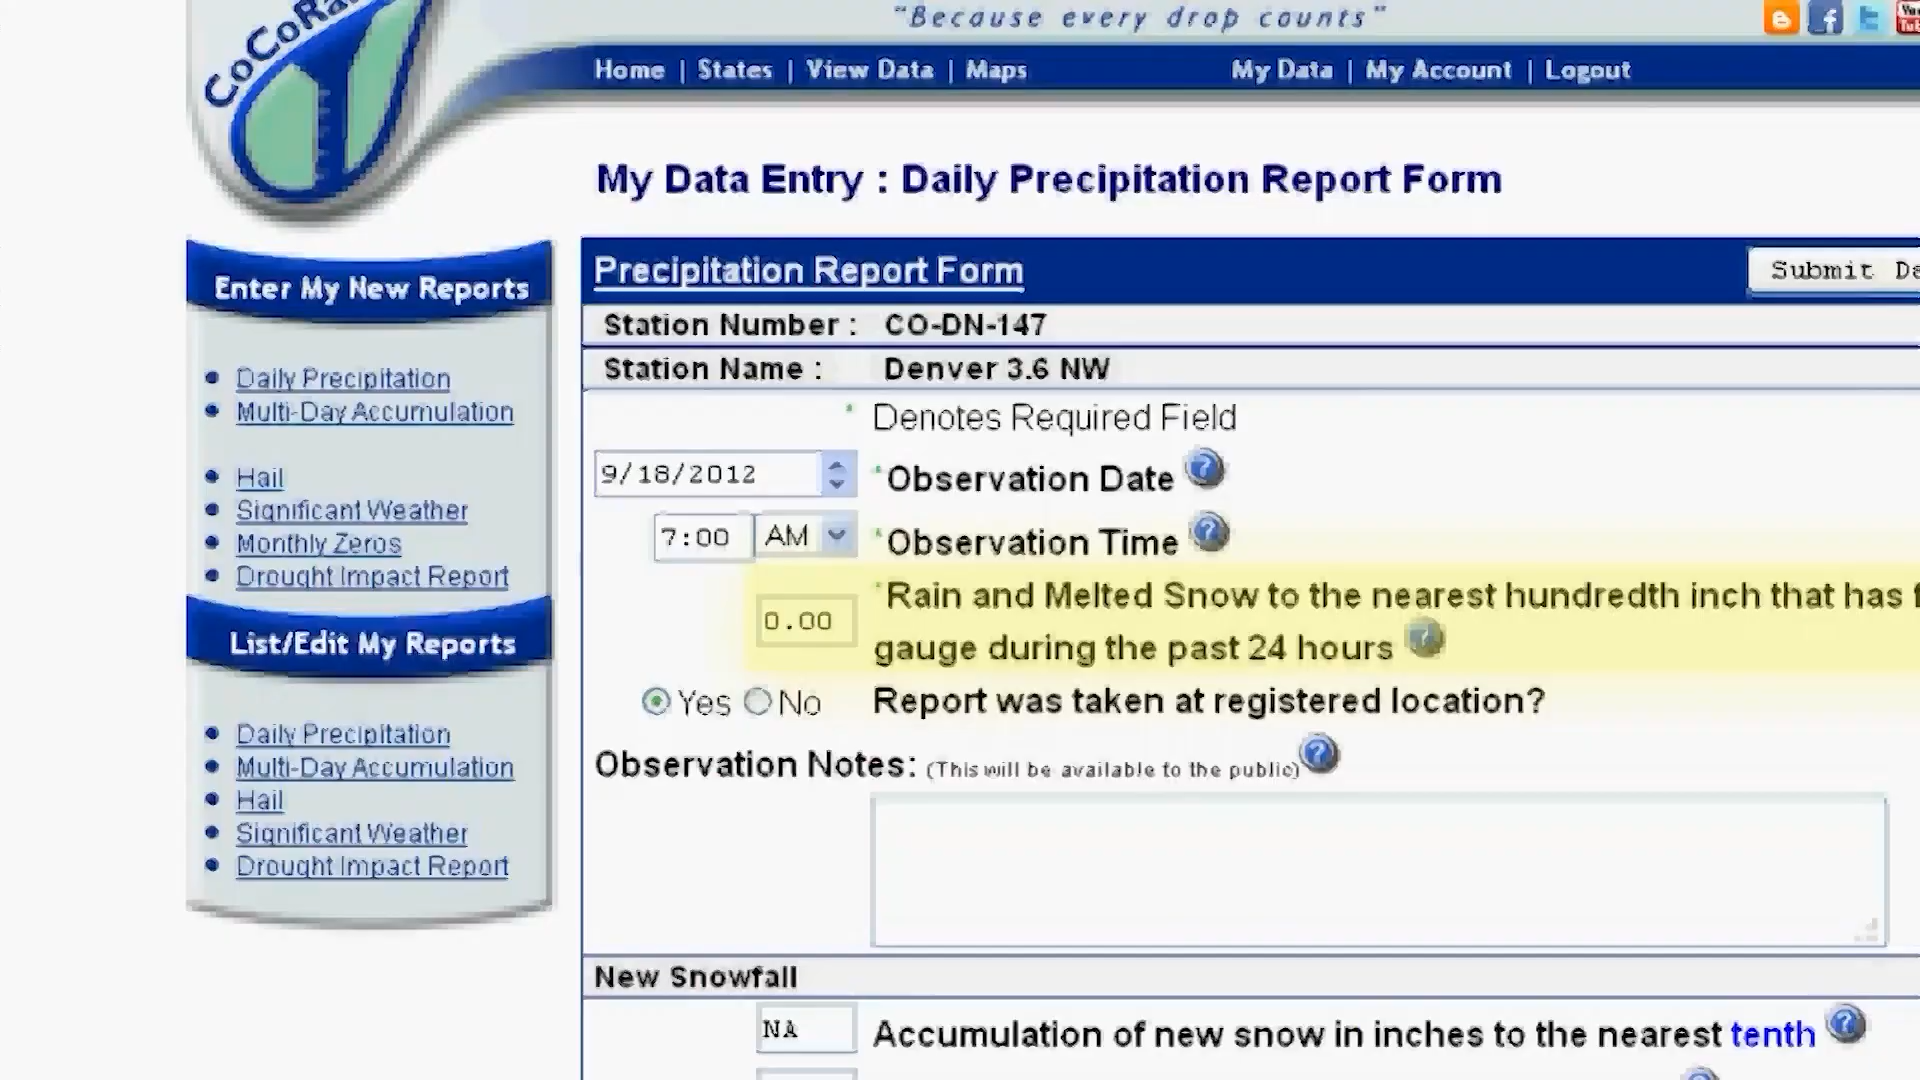 "Because every drop counts"
Home | States | View Data | Maps My Data | My Account | Logout
My Data Entry : Daily Precipitation Report Form
Enter My New Reports
Daily Precipitation
Multi-Day Accumulation
Hail
Significant Weather
Monthly Zeros
Drought Impact Report
List/Edit My Reports
Daily Precipitation
Multi-Day Accumulation
Hail
Significant Weather
Drought Impact Report
Precipitation Report Form Submit
Station Number : CO-DN-147
Station Name : Denver 3.6 NW
* Denotes Required Field
9/18/2012 *Observation Date ?
7:00 AM *Observation Time ?
0.00 *Rain and Melted Snow to the nearest hundredth inch that has
gauge during the past 24 hours ?
Yes No Report was taken at registered location?
Observation Notes: (This will be available to the public) ?
New Snowfall
NA Accumulation of new snow in inches to the nearest tenth ?